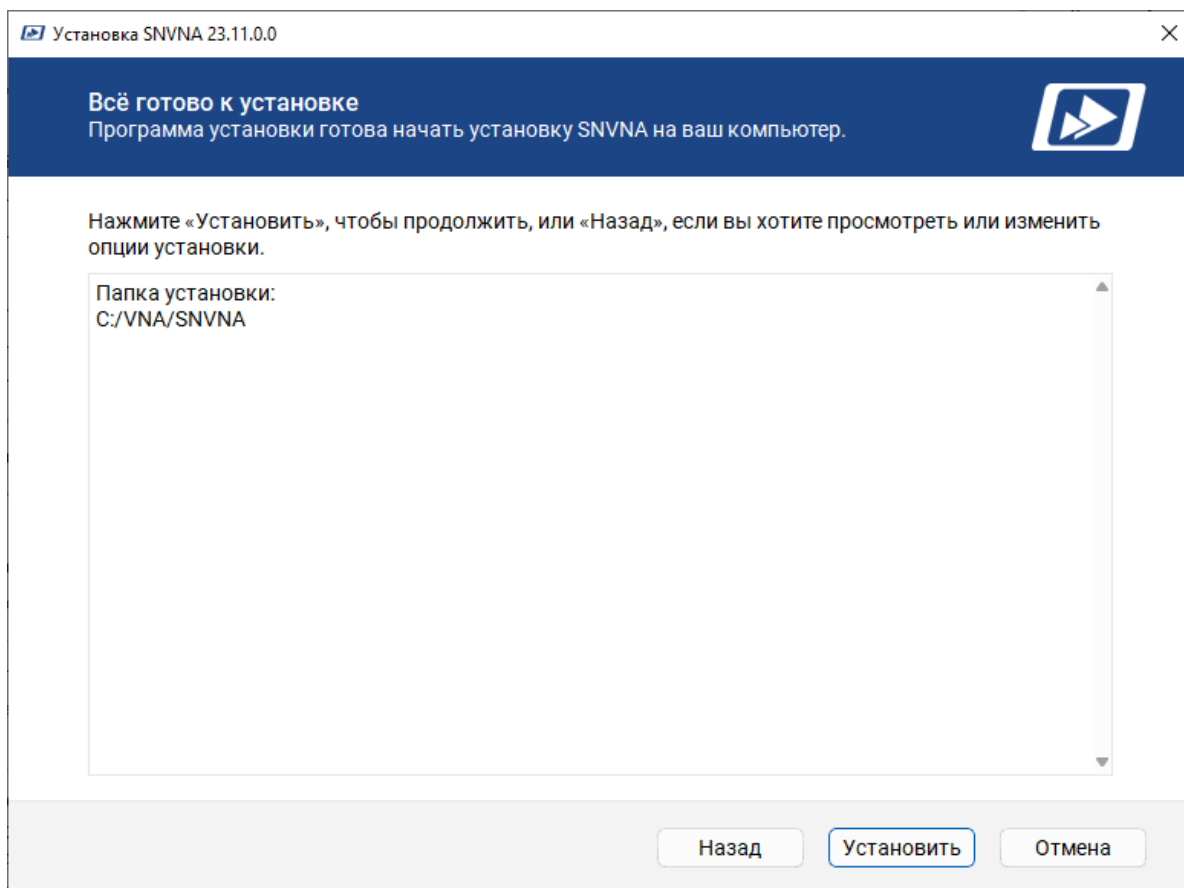 Установка SNVNA 23.11.0.0
Всё готово к установке
Программа установки готова начать установку SNVNA на ваш компьютер.
Нажмите «Установить», чтобы продолжить, или «Назад», если вы хотите просмотреть или изменить
опции установки.
Папка установки:
C:/VNA/SNVNA
Назад
Установить
Отмена